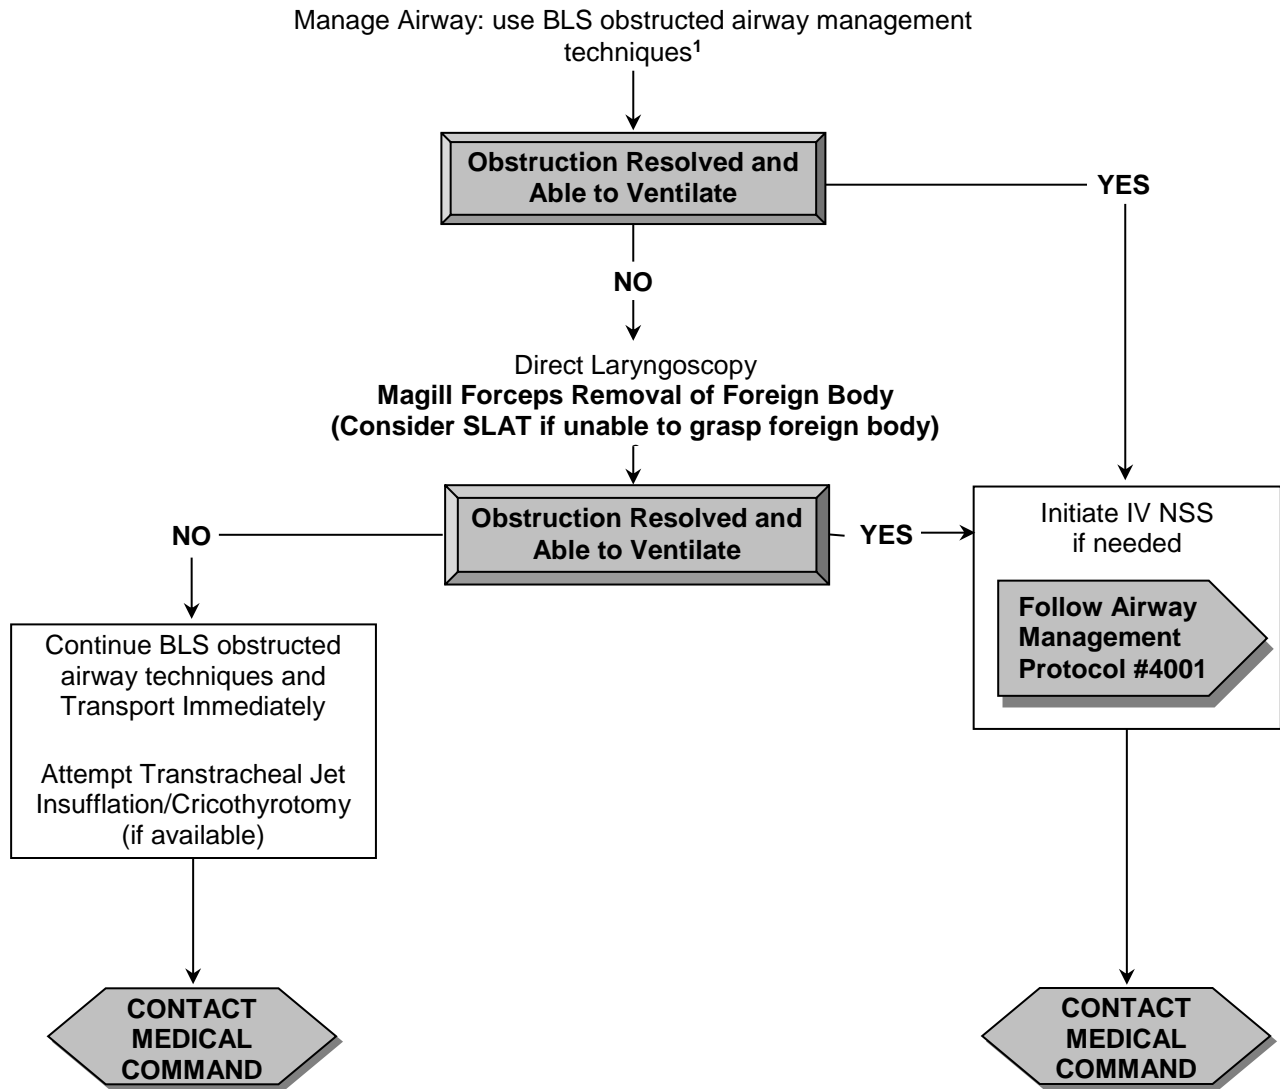 Manage Airway: use BLS obstructed airway management
techniques¹
Obstruction Resolved and
Able to Ventilate
YES
NO
Direct Laryngoscopy
Magill Forceps Removal of Foreign Body
(Consider SLAT if unable to grasp foreign body)
Obstruction Resolved and
Able to Ventilate
NO
YES
Initiate IV NSS
if needed
Follow Airway
Management
Protocol #4001
Continue BLS obstructed
airway techniques and
Transport Immediately
Attempt Transtracheal Jet
Insufflation/Cricothyrotomy
(if available)
CONTACT
MEDICAL
COMMAND
CONTACT
MEDICAL
COMMAND